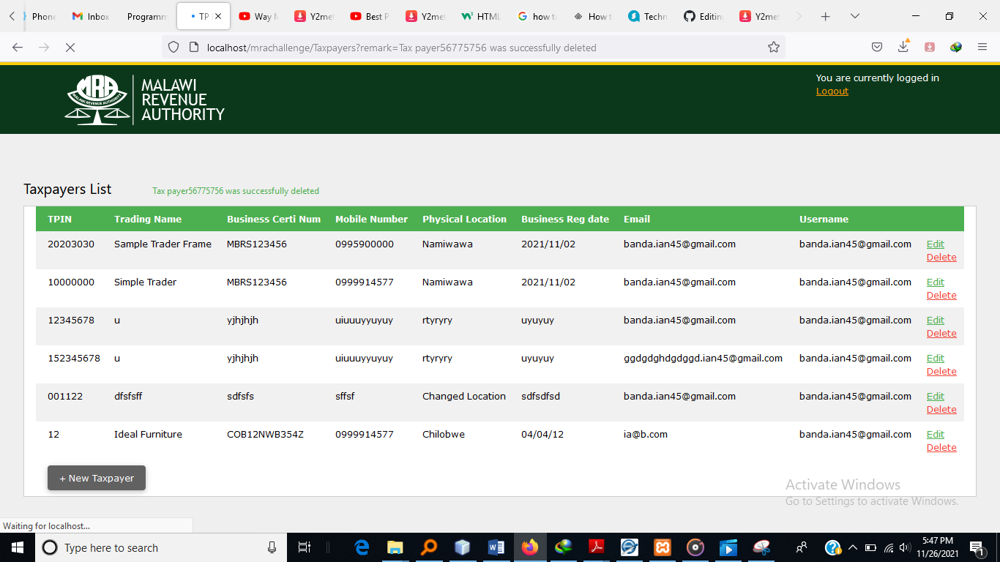 Phone
Inbox
Programm
TP
Way M
Y2met
Best P
Y2met
HTML
how to
How t
Techn
Editin
Y2met
localhost/mrachallenge/Taxpayers?remark=Tax payer56775756 was successfully deleted
MRA
MALAWI REVENUE AUTHORITY
MALAWI
REVENUE
AUTHORITY
You are currently logged in
Logout
Taxpayers List
Tax payer56775756 was successfully deleted
TPIN Trading Name Business Certi Num Mobile Number Physical Location Business Reg date Email Username
20203030 Sample Trader Frame MBRS123456 0995900000 Namiwawa 2021/11/02 banda.ian45@gmail.com banda.ian45@gmail.com Edit
Delete
10000000 Simple Trader MBRS123456 0999914577 Namiwawa 2021/11/02 banda.ian45@gmail.com banda.ian45@gmail.com Edit
Delete
12345678 u yjhjhjh uiuuuyyuyuy rtyryry uyuyuy banda.ian45@gmail.com banda.ian45@gmail.com Edit
Delete
152345678 u yjhjhjh uiuuuyyuyuy rtyryry uyuyuy ggdgdghdgdggd.ian45@gmail.com banda.ian45@gmail.com Edit
Delete
001122 dfsfsff sdfsfs sffsf Changed Location sdfsdfsd banda.ian45@gmail.com banda.ian45@gmail.com Edit
Delete
12 Ideal Furniture COB12NWB354Z 0999914577 Chilobwe 04/04/12 ia@b.com banda.ian45@gmail.com Edit
Delete
+ New Taxpayer
Activate Windows
Go to Settings to activate Windows.
Waiting for localhost...
Type here to search
5:47 PM
11/26/2021
1